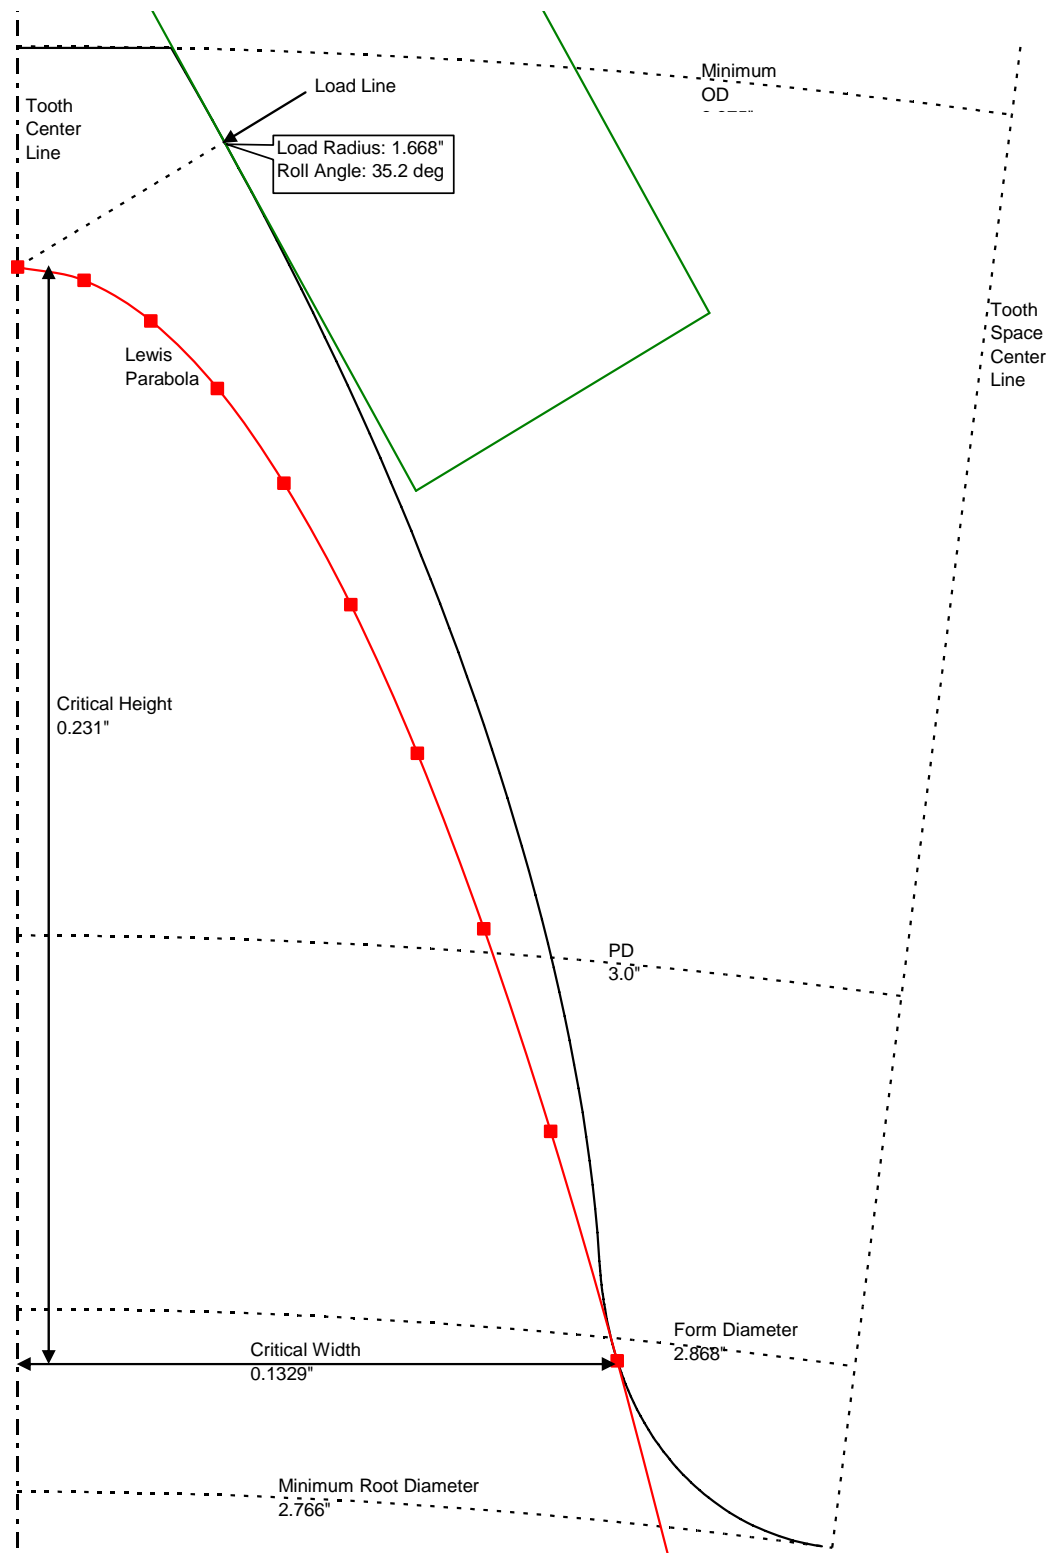 Load Line
Minimum
OD
Tooth
Center
Line
Load Radius: 1.668"
Roll Angle: 35.2 deg
Tooth
Space
Center
Line
Lewis
Parabola
Critical Height
0.231"
PD
3.0"
Form Diameter
2.868"
Critical Width
0.1329"
Minimum Root Diameter
2.766"